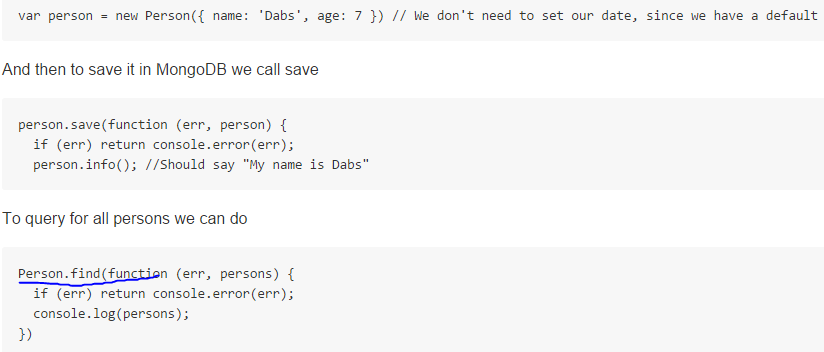 var person = new Person({ name: 'Dabs', age: 7 }) // We don't need to set our date, since we have a default
And then to save it in MongoDB we call save
person.save(function (err, person) {
  if (err) return console.error(err);
  person.info(); //Should say "My name is Dabs"
To query for all persons we can do
Person.find(function (err, persons) {
  if (err) return console.error(err);
  console.log(persons);
})